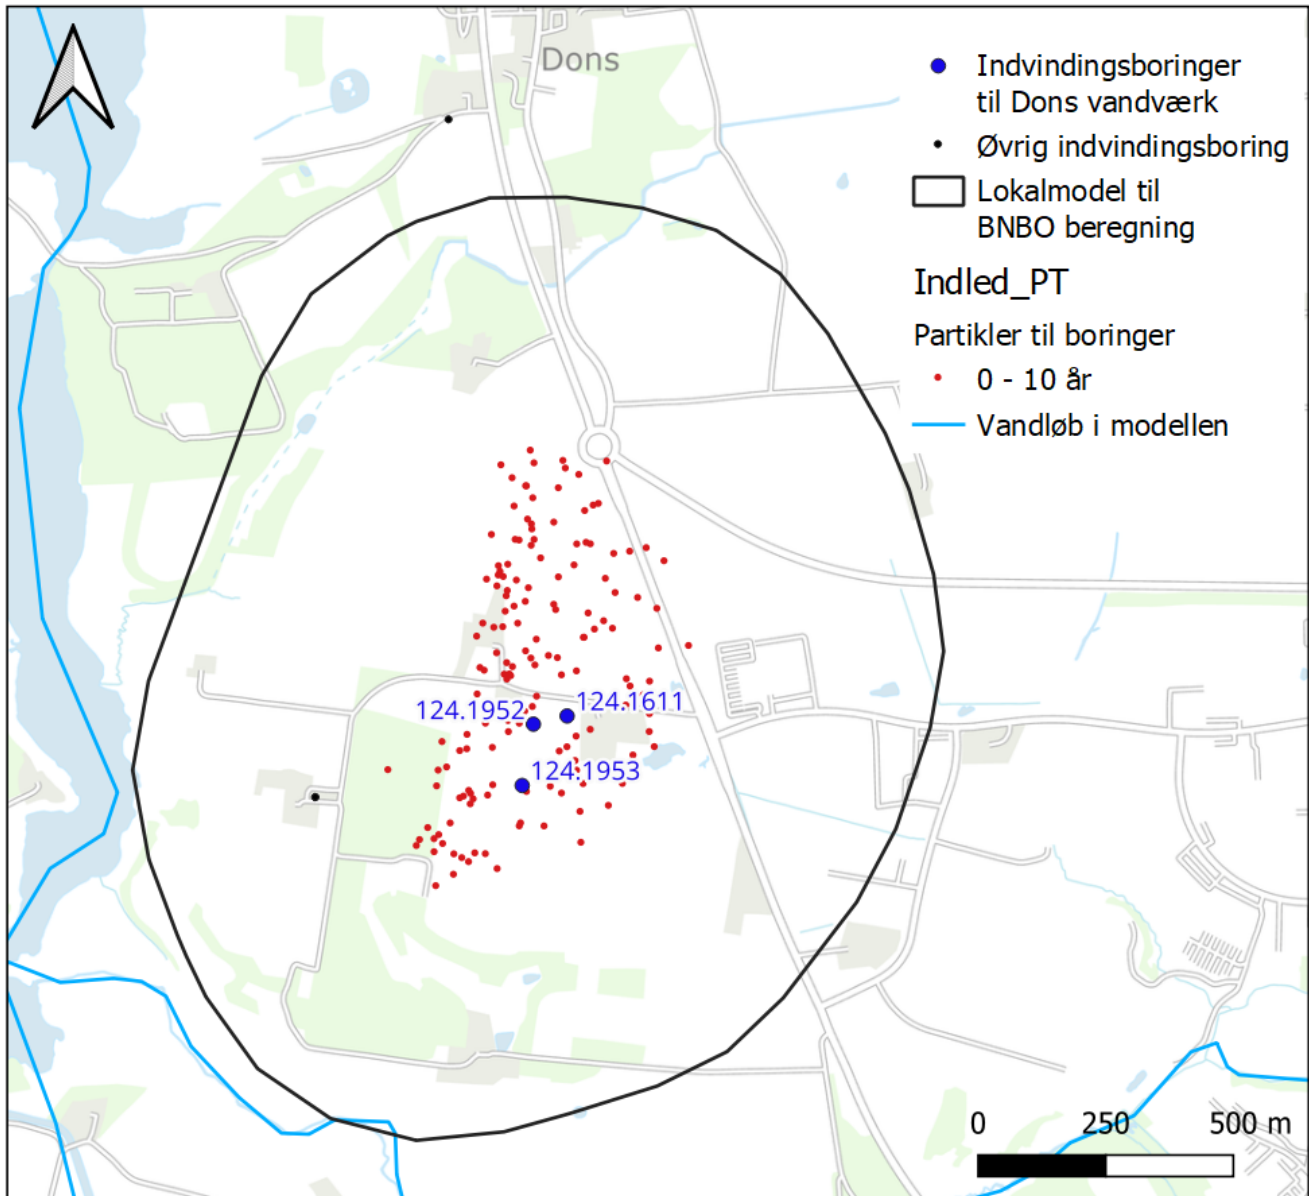 Dons
Indvindingsboringer
til Dons vandværk
Øvrig indvindingsboring
Lokalmodel til
BNBO beregning
Indled_PT
Partikler til boringer
0 - 10 år
Vandløb i modellen
124.1611
124.1952
124.1953
0 250 500 m